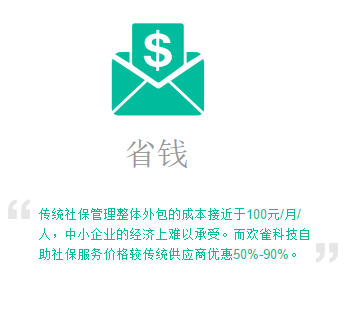 $
省钱
传统社保管理整体外包的成本接近于100元/月/
人，中小企业的经济上难以承受。而欢雀科技自
助社保服务价格较传统供应商优惠50%-90%。